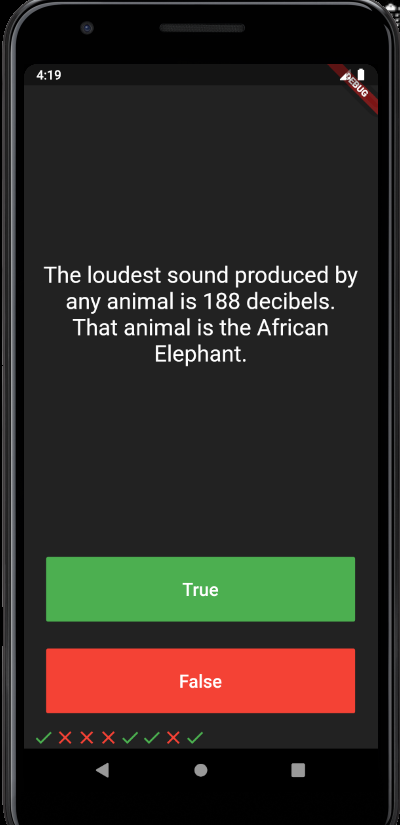 4:19
DEBUG
The loudest sound produced by
any animal is 188 decibels.
That animal is the African
Elephant.
True
False